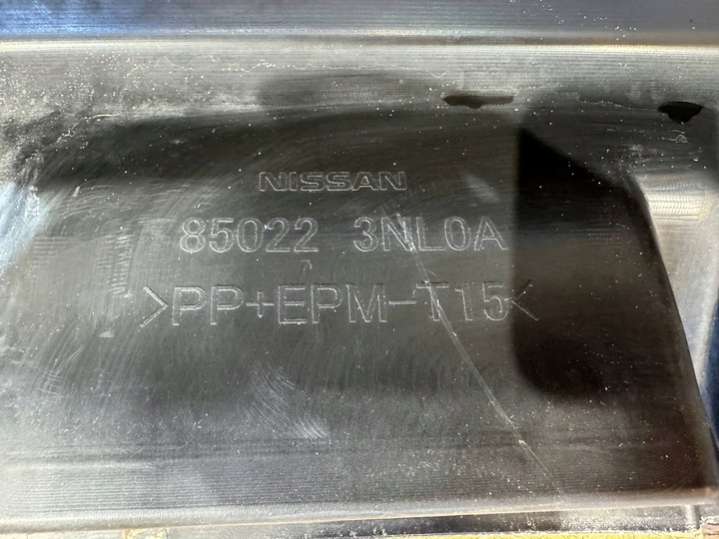 NISSAN
85022 3NL0A
>PP+EPM-T15<